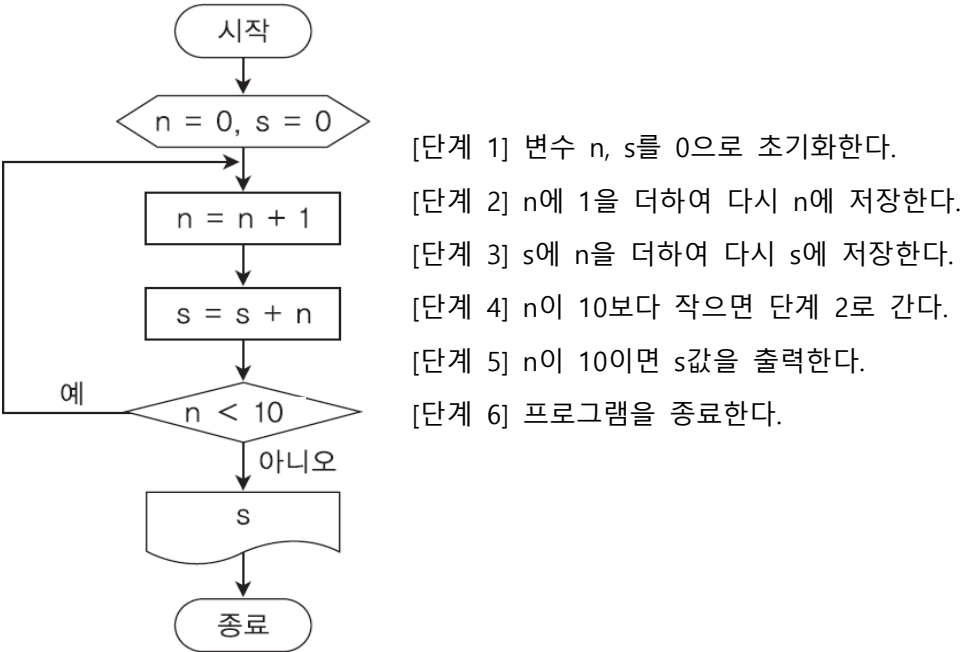 시작
n = 0, s = 0
n = n + 1
s = s + n
예
n < 10
아니오
s
종료
[단계 1] 변수 n, s를 0으로 초기화한다.
[단계 2] n에 1을 더하여 다시 n에 저장한다.
[단계 3] s에 n을 더하여 다시 s에 저장한다.
[단계 4] n이 10보다 작으면 단계 2로 간다.
[단계 5] n이 10이면 s값을 출력한다.
[단계 6] 프로그램을 종료한다.